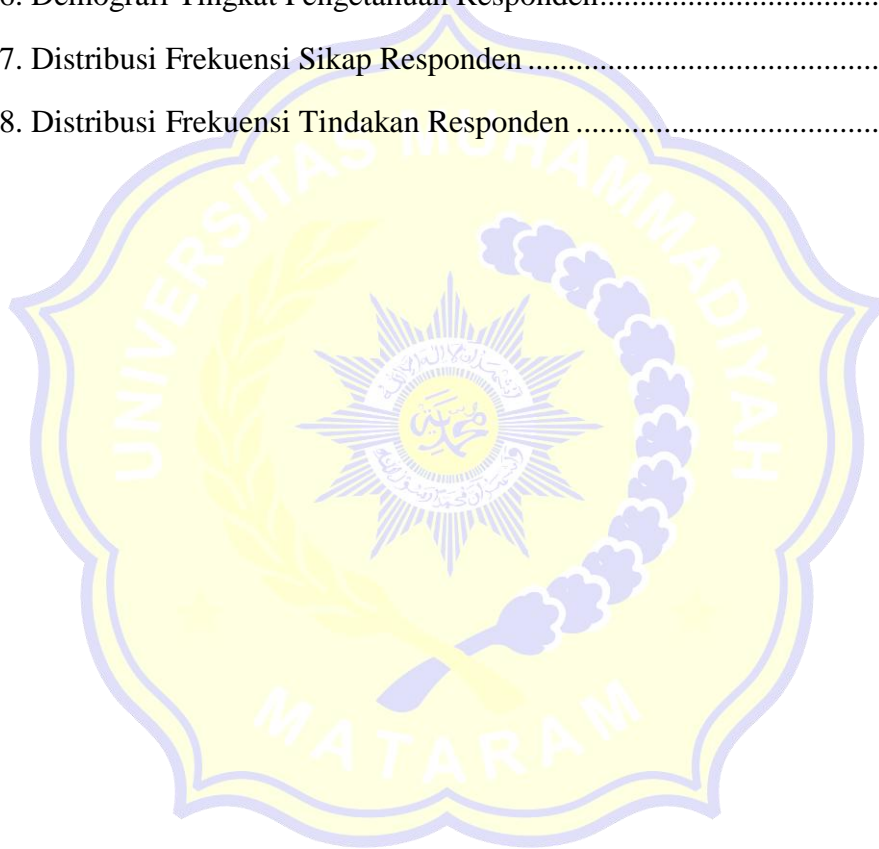 6. Demografi Tingkat Pengetahuan Responden...................................
7. Distribusi Frekuensi Sikap Responden .............................................
8. Distribusi Frekuensi Tindakan Responden .......................................
UNIVERSITAS MUHAMMADIYAH
MATARAM